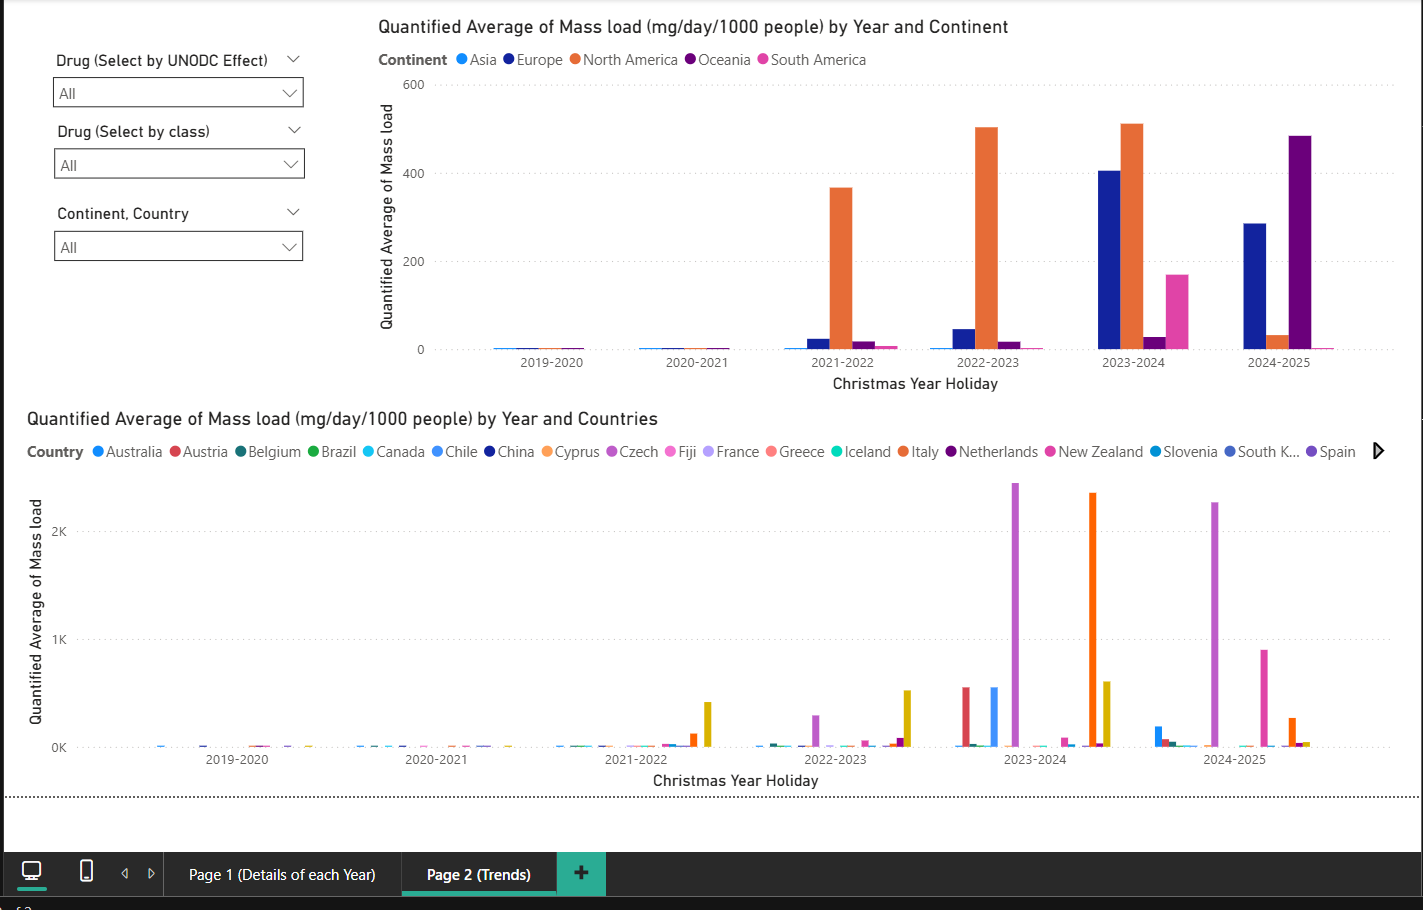 Drug (Select by UNODC Effect)
All
Drug (Select by class)
All
Continent, Country
All
Quantified Average of Mass load (mg/day/1000 people) by Year and Continent
Continent Asia Europe North America Oceania South America
Quantified Average of Mass load
600
400
200
0
2019-2020 2020-2021 2021-2022 2022-2023 2023-2024 2024-2025
Christmas Year Holiday
Quantified Average of Mass load (mg/day/1000 people) by Year and Countries
Country Australia Austria Belgium Brazil Canada Chile China Cyprus Czech Fiji France Greece Iceland Italy Netherlands New Zealand Slovenia South K... Spain
Quantified Average of Mass load
2K
1K
0K
2019-2020 2020-2021 2021-2022 2022-2023 2023-2024 2024-2025
Christmas Year Holiday
Page 1 (Details of each Year) Page 2 (Trends) +